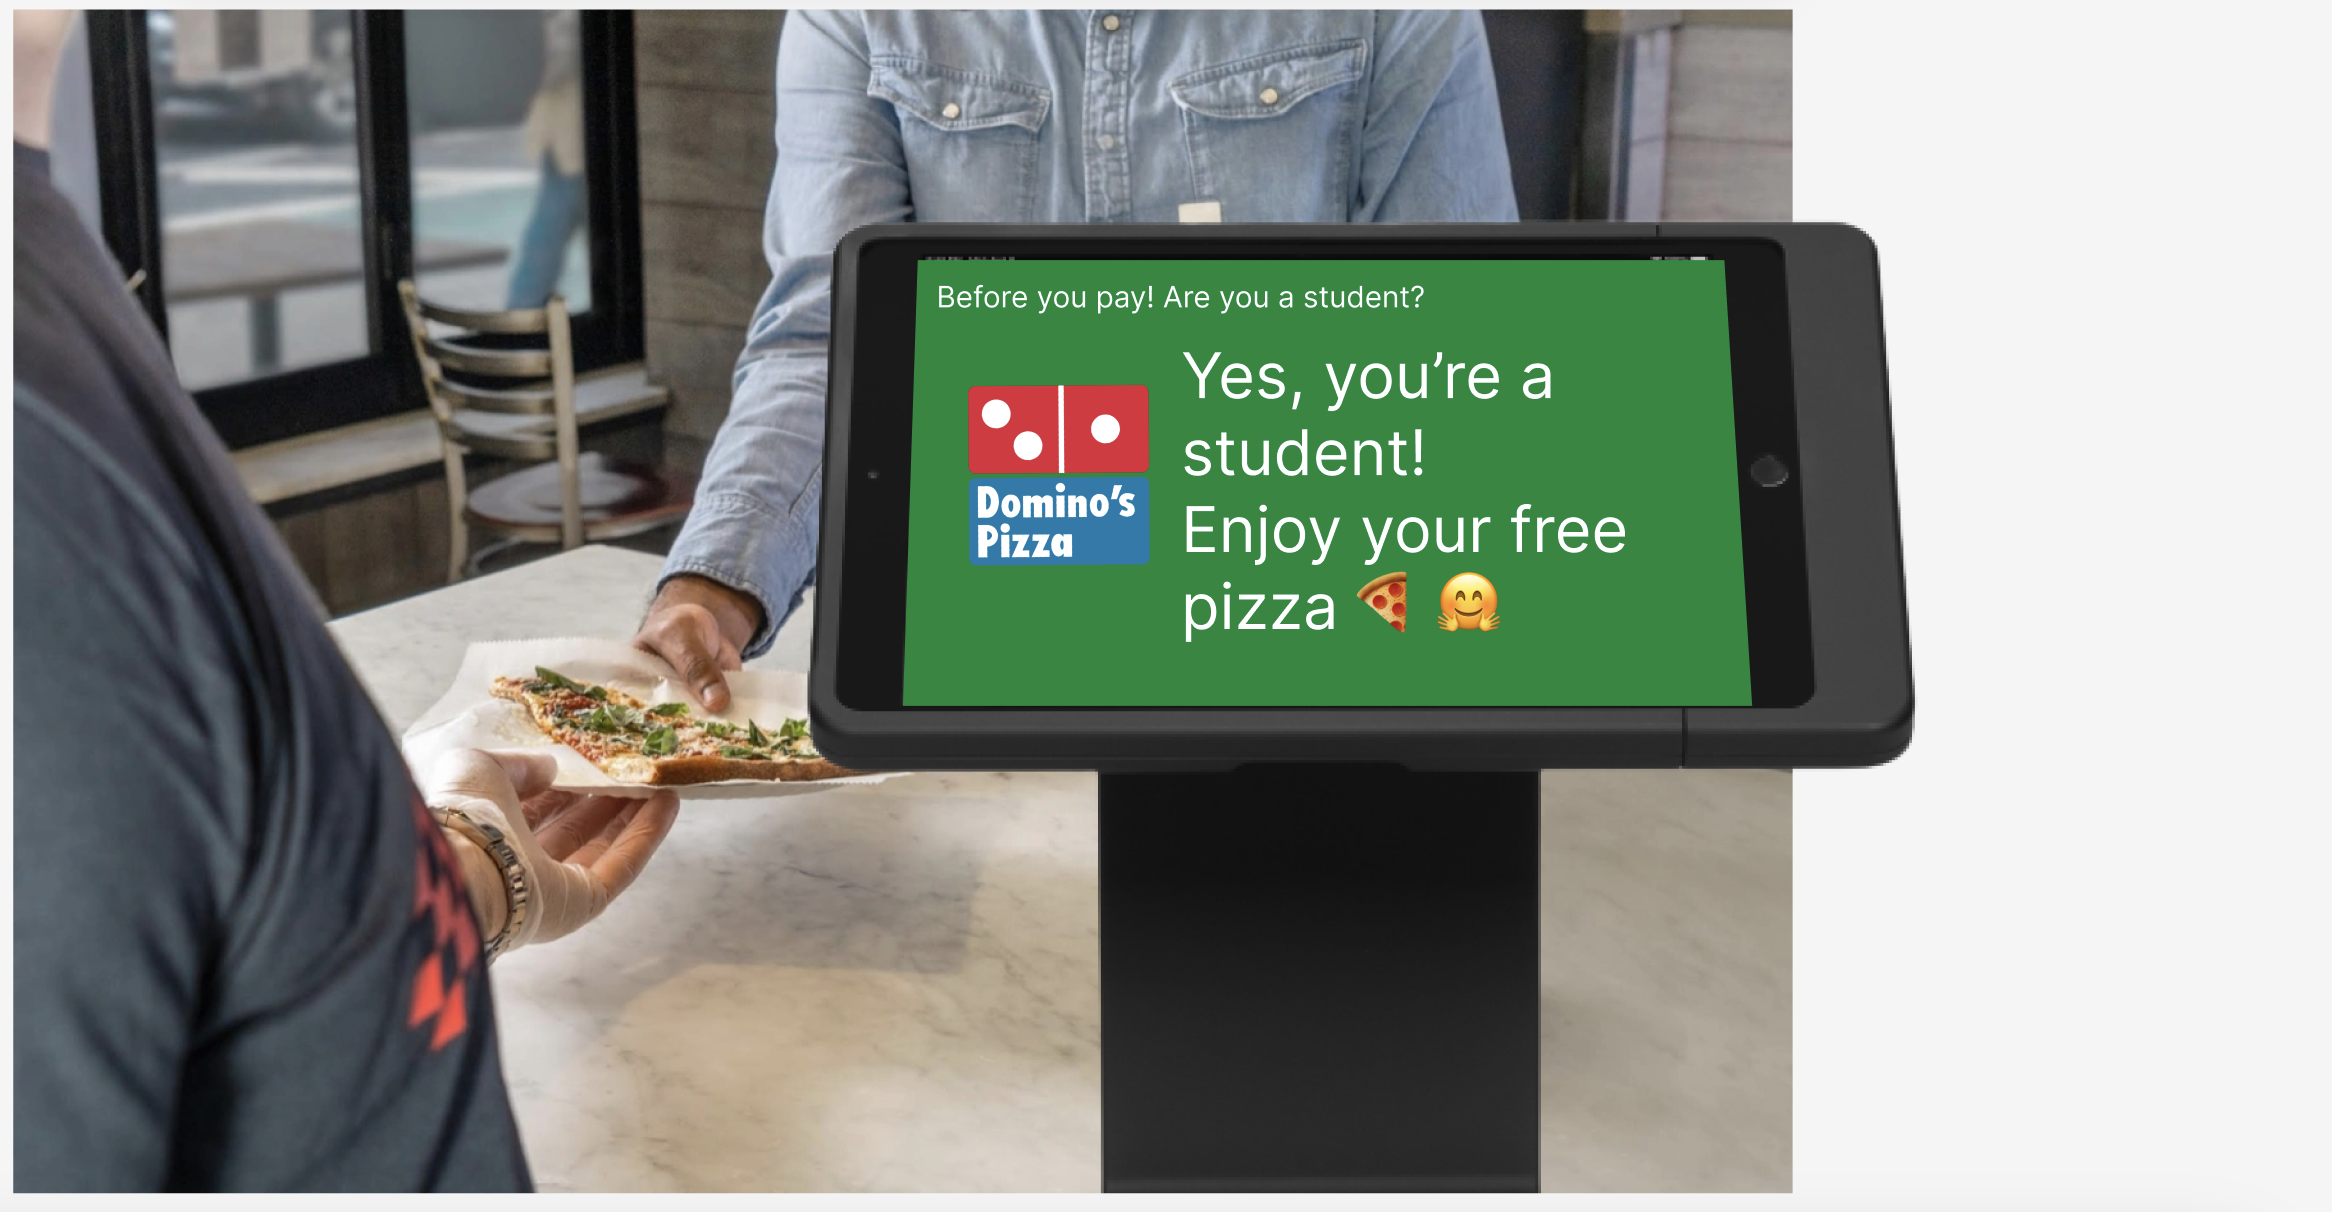 Before you pay! Are you a student?
Domino's
Pizza
Yes, you’re a
student!
Enjoy your free
pizza 🍕 🤗